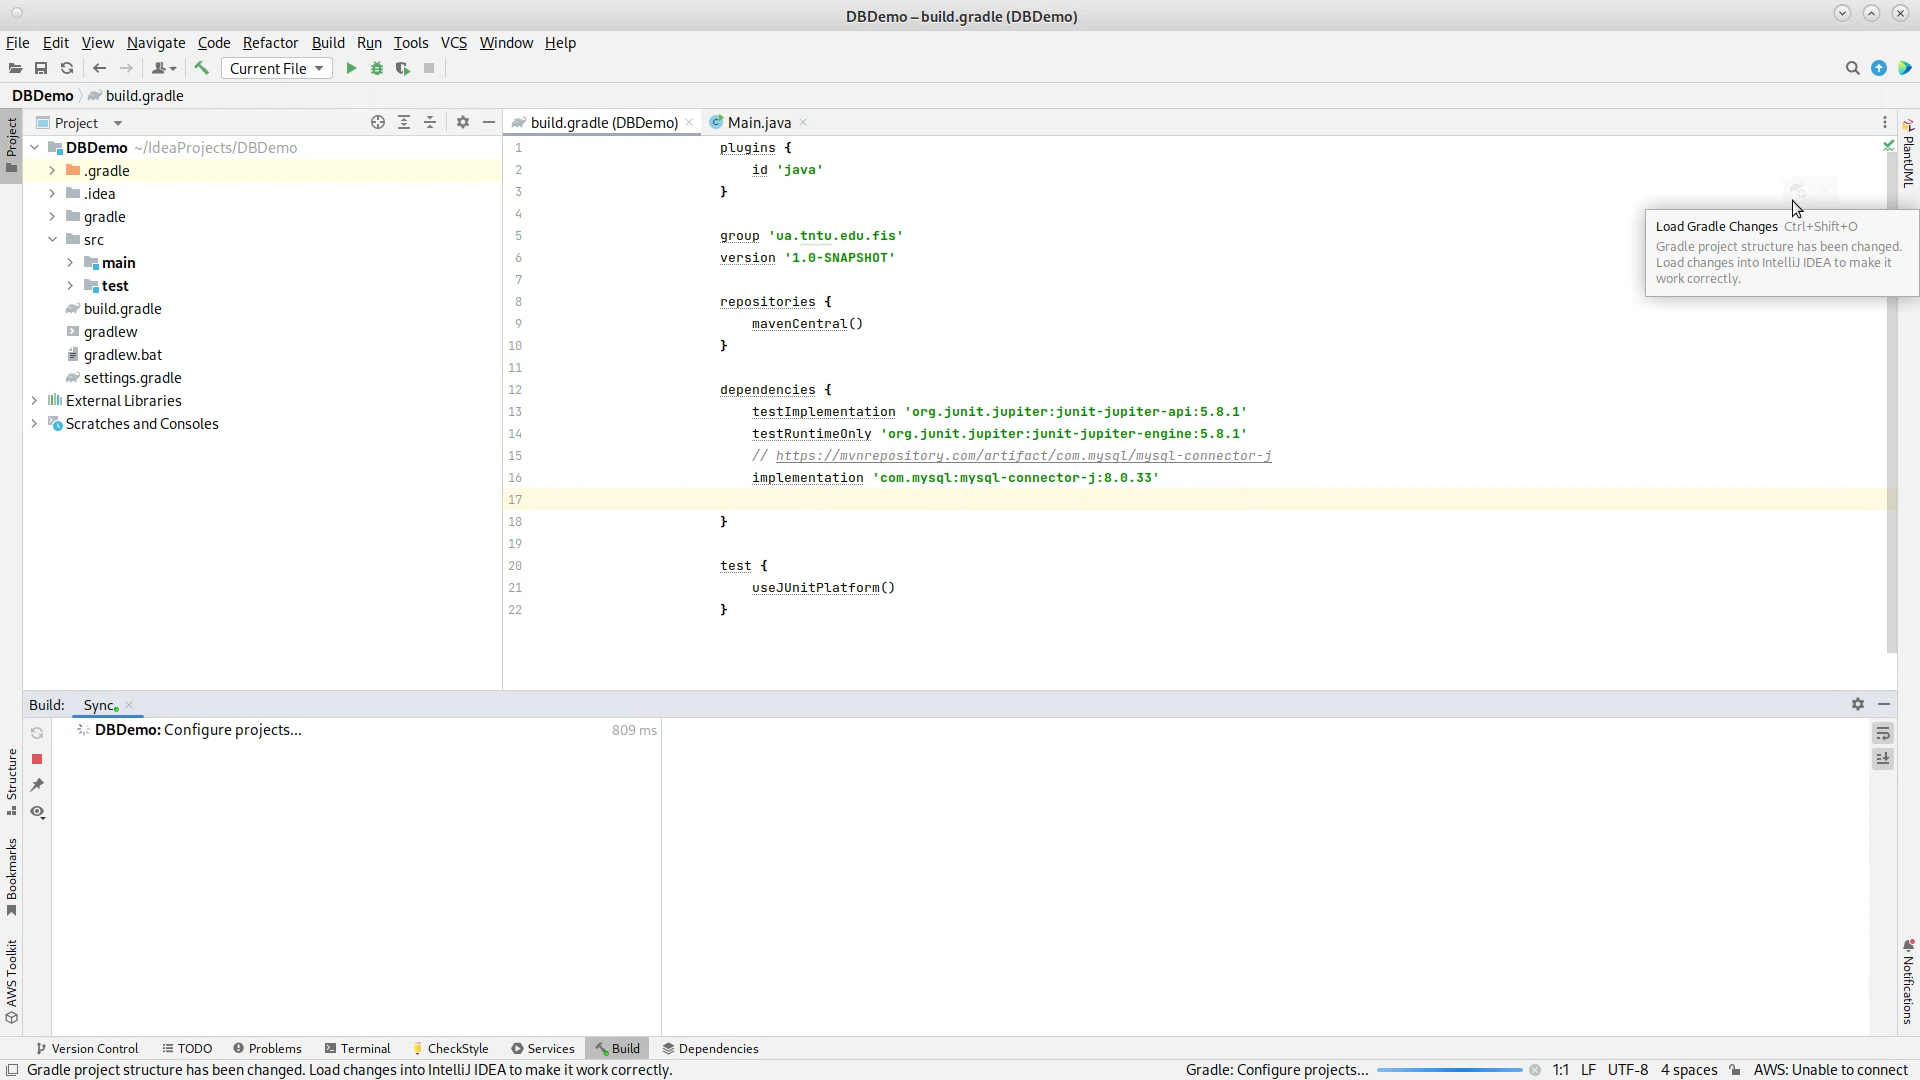 DBDemo – build.gradle (DBDemo)
File Edit View Navigate Code Refactor Build Run Tools VCS Window Help
Current File
DBDemo build.gradle
Project
build.gradle (DBDemo)
Main.java
DBDemo ~/IdeaProjects/DBDemo
.gradle
.idea
gradle
src
main
test
build.gradle
gradlew
gradlew.bat
settings.gradle
External Libraries
Scratches and Consoles
1 plugins {
2 id 'java'
3 }
4
5 group 'ua.tntu.edu.fis'
6 version '1.0-SNAPSHOT'
7
8 repositories {
9 mavenCentral()
10 }
11
12 dependencies {
13 testImplementation 'org.junit.jupiter:junit-jupiter-api:5.8.1'
14 testRuntimeOnly 'org.junit.jupiter:junit-jupiter-engine:5.8.1'
15 // https://mvnrepository.com/artifact/com.mysql/mysql-connector-j
16 implementation 'com.mysql:mysql-connector-j:8.0.33'
17
18 }
19
20 test {
21 useJUnitPlatform()
22 }
Load Gradle Changes Ctrl+Shift+O
Gradle project structure has been changed.
Load changes into IntelliJ IDEA to make it
work correctly.
Project
Structure
Bookmarks
AWS Toolkit
PlantUML
Notifications
Build: Sync
DBDemo: Configure projects... 809 ms
Version Control TODO Problems Terminal CheckStyle Services Build Dependencies
Gradle project structure has been changed. Load changes into IntelliJ IDEA to make it work correctly. Gradle: Configure projects... 1:1 LF UTF-8 4 spaces AWS: Unable to connect